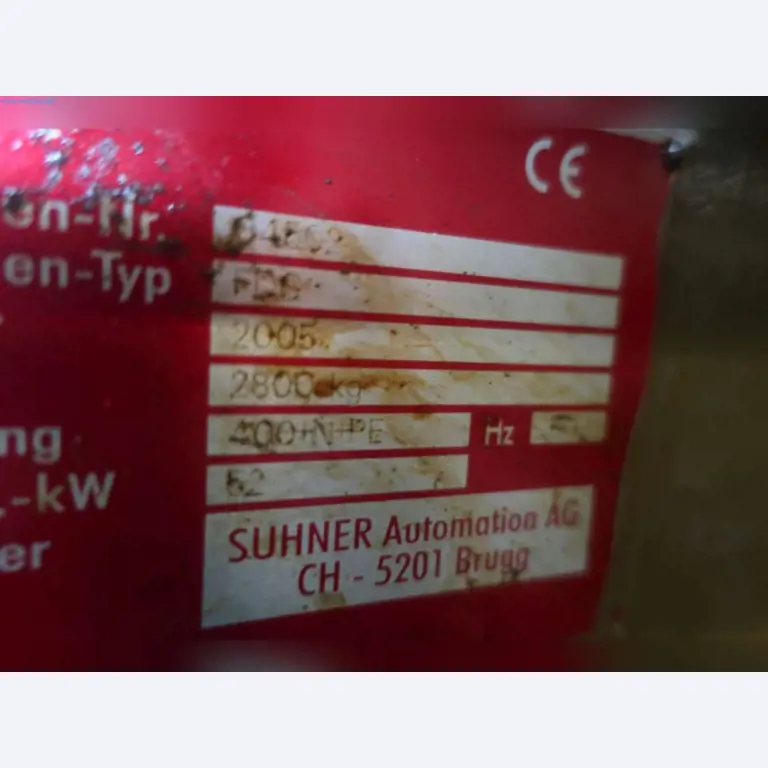 CE
en-Nr.
en-Typ
2005
2800 kg
ng 400+N+PE Hz
.-kW 52
er SUHNER Automation AG
CH - 5201 Brugg